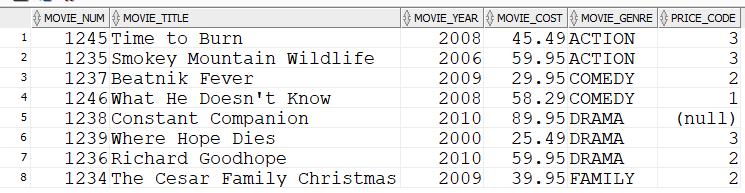 MOVIE_NUM MOVIE_TITLE MOVIE_YEAR MOVIE_COST MOVIE_GENRE PRICE_CODE
1 1245 Time to Burn 2008 45.49 ACTION 3
2 1235 Smokey Mountain Wildlife 2006 59.95 ACTION 3
3 1237 Beatnik Fever 2009 29.95 COMEDY 2
4 1246 What He Doesn't Know 2008 58.29 COMEDY 1
5 1238 Constant Companion 2010 89.95 DRAMA (null)
6 1239 Where Hope Dies 2000 25.49 DRAMA 3
7 1236 Richard Goodhope 2010 59.95 DRAMA 2
8 1234 The Cesar Family Christmas 2009 39.95 FAMILY 2